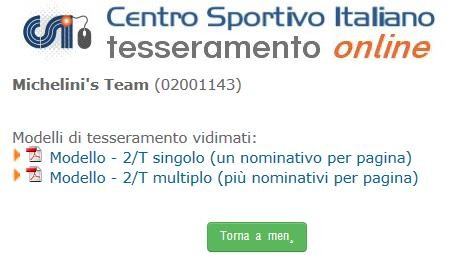 csi Centro Sportivo Italiano
tesseramento online
Michelini's Team (02001143)
Modelli di tesseramento vidimati:
Modello - 2/T singolo (un nominativo per pagina)
Modello - 2/T multiplo (più nominativi per pagina)
Torna a men¸